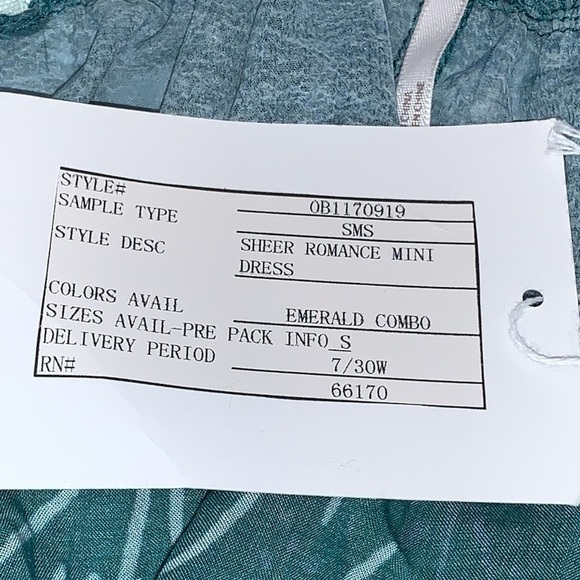 STYLE# OB1170919
SAMPLE TYPE SMS
STYLE DESC SHEER ROMANCE MINI
DRESS
COLORS AVAIL EMERALD COMBO
SIZES AVAIL-PRE PACK INFO S
DELIVERY PERIOD 7/30W
RN# 66170